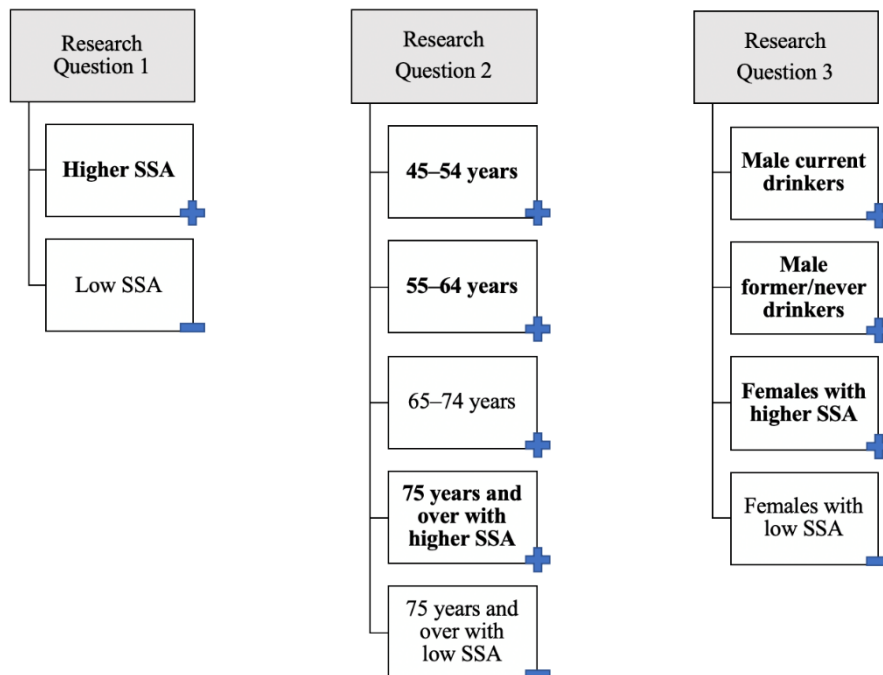 Research
Question 1
Higher SSA
Low SSA
Research
Question 2
45–54 years
55–64 years
65–74 years
75 years and
over with
higher SSA
75 years and
over with
low SSA
Research
Question 3
Male current
drinkers
Male
former/never
drinkers
Females with
higher SSA
Females with
low SSA